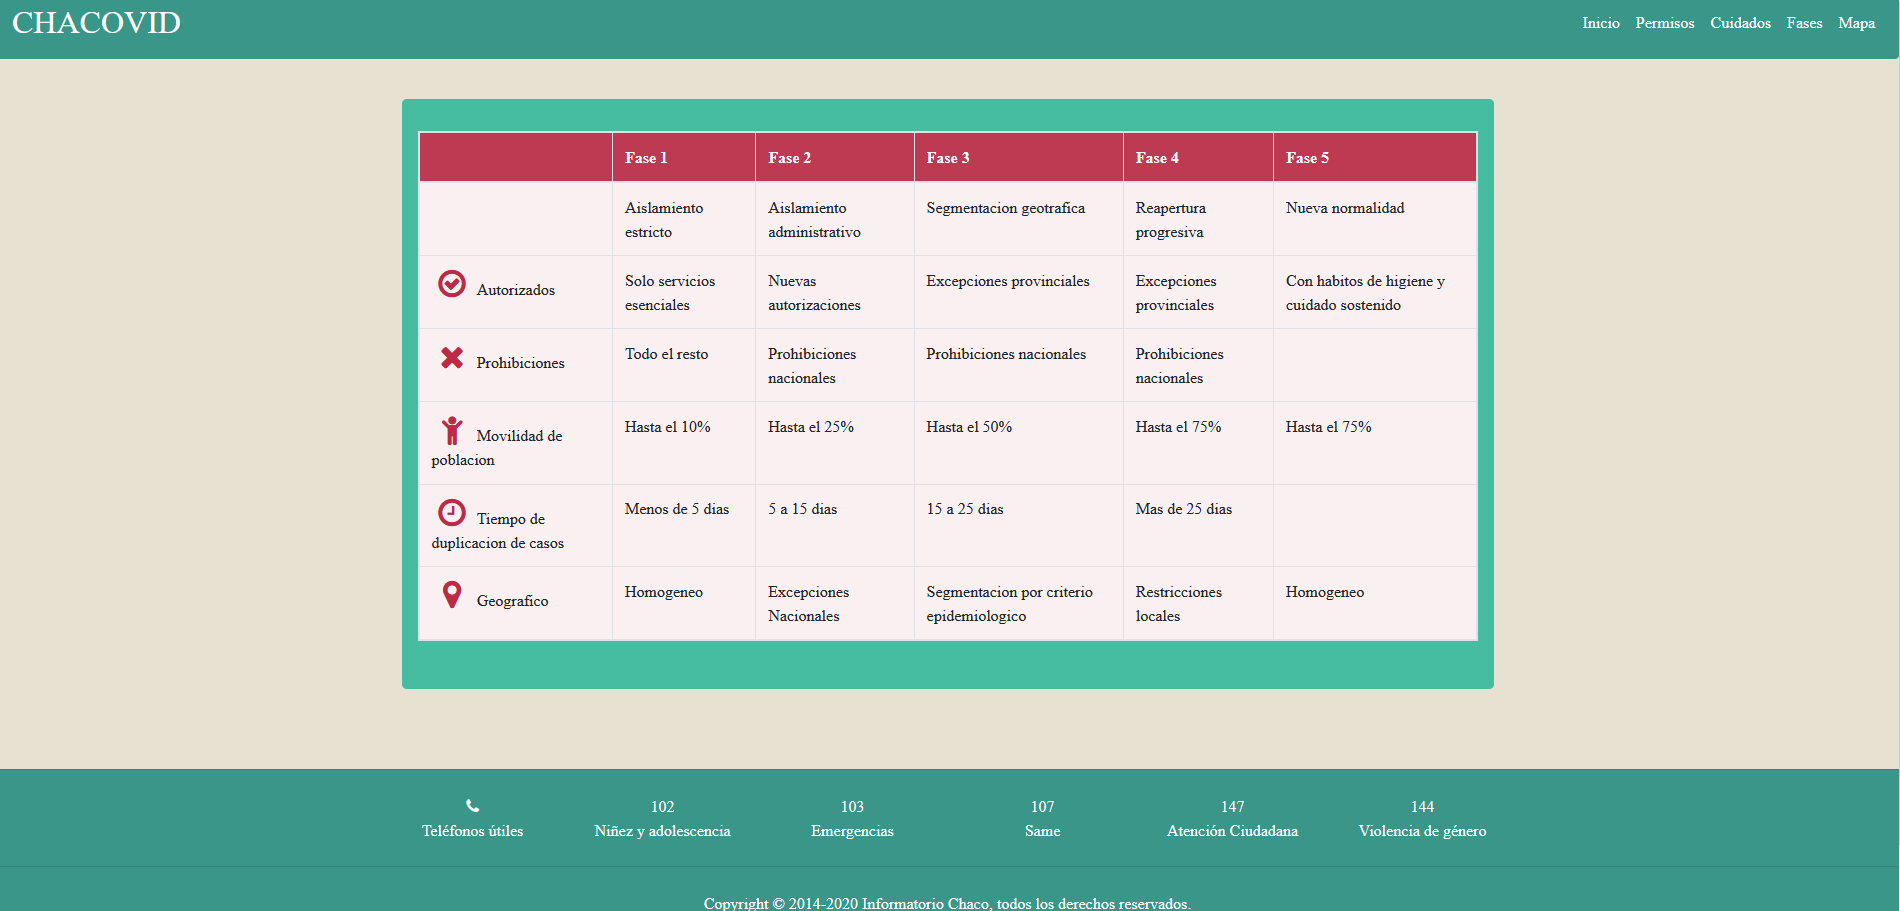 CHACOVID
Inicio Permisos Cuidados Fases Mapa
Fase 1 Fase 2 Fase 3 Fase 4 Fase 5
Aislamiento estricto Aislamiento administrativo Segmentacion geotrafica Reapertura progresiva Nueva normalidad
Autorizados Solo servicios esenciales Nuevas autorizaciones Excepciones provinciales Excepciones provinciales Con habitos de higiene y cuidado sostenido
Prohibiciones Todo el resto Prohibiciones nacionales Prohibiciones nacionales Prohibiciones nacionales
Movilidad de poblacion Hasta el 10% Hasta el 25% Hasta el 50% Hasta el 75% Hasta el 75%
Tiempo de duplicacion de casos Menos de 5 dias 5 a 15 dias 15 a 25 dias Mas de 25 dias
Geografico Homogeneo Excepciones Nacionales Segmentacion por criterio epidemiologico Restricciones locales Homogeneo
Teléfonos útiles
102
Niñez y adolescencia
103
Emergencias
107
Same
147
Atención Ciudadana
144
Violencia de género
Copyright © 2014-2020 Informatorio Chaco, todos los derechos reservados.